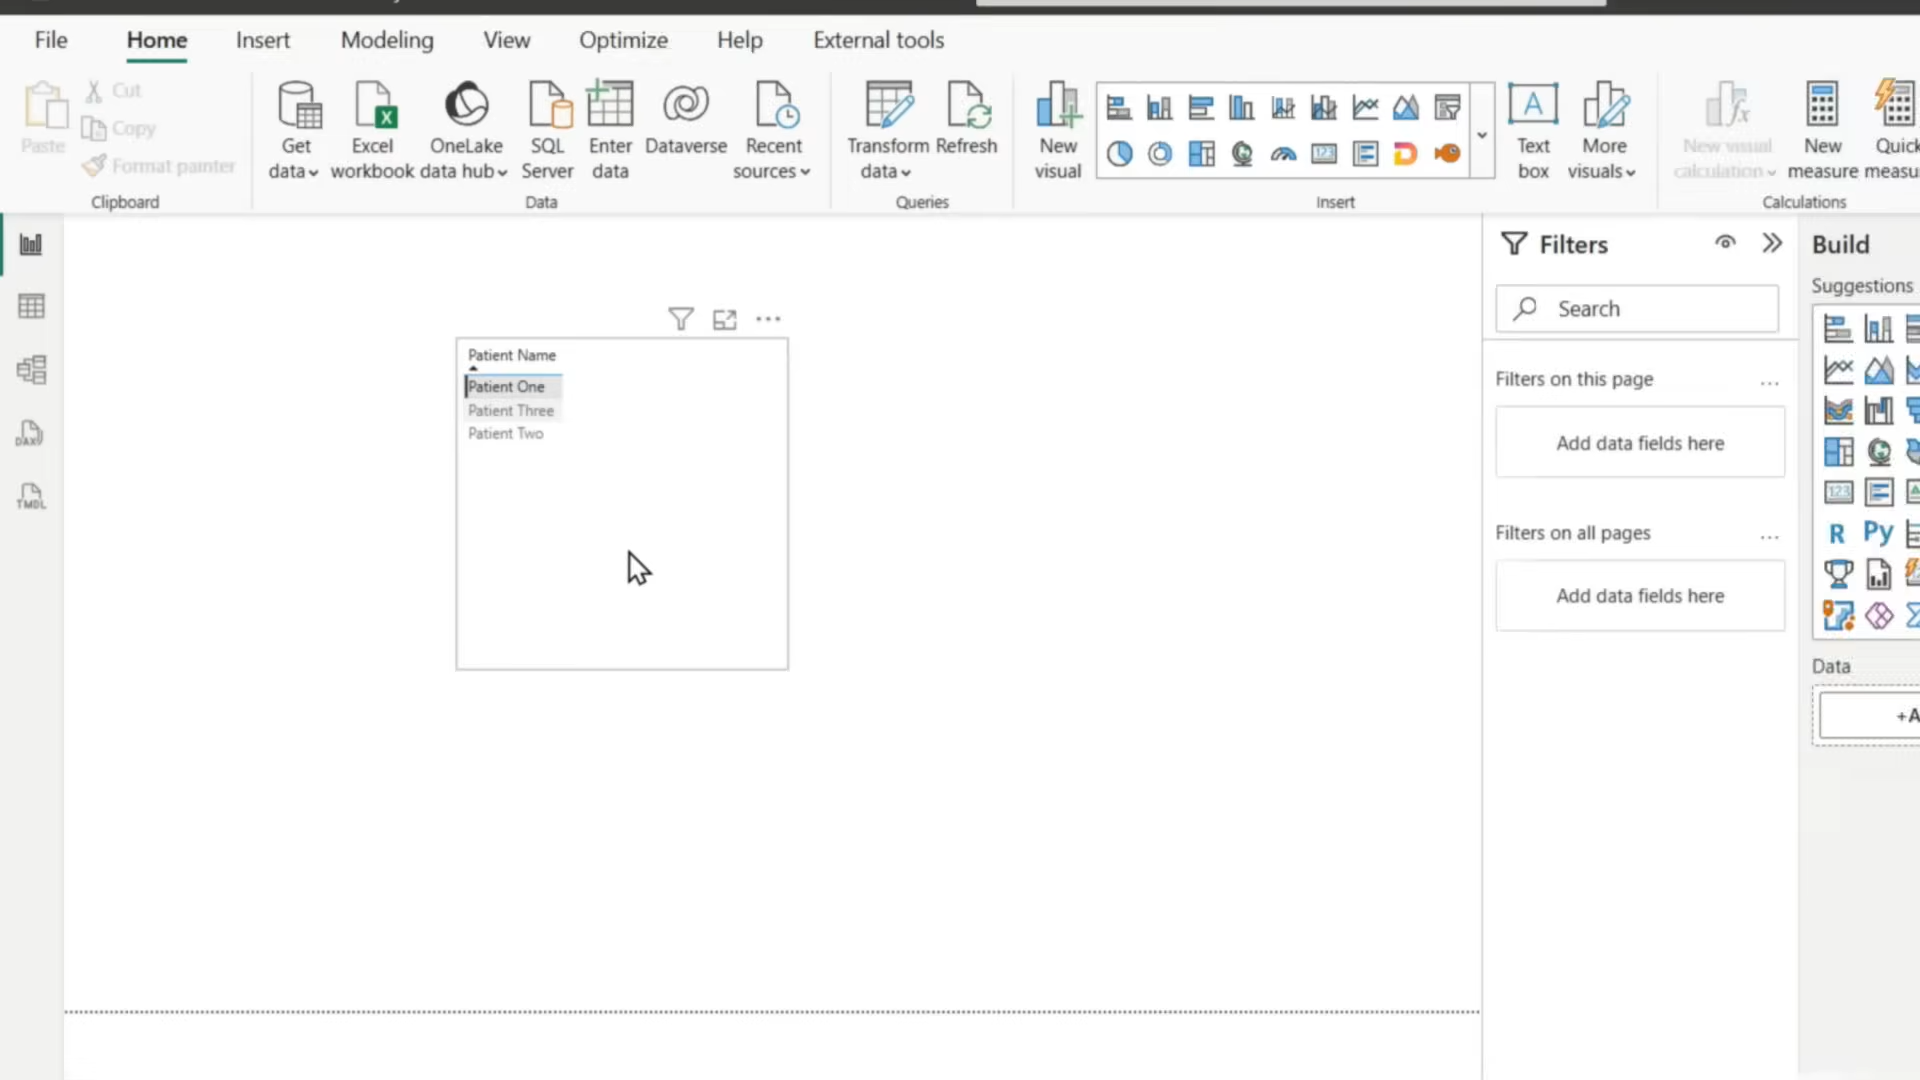 File Home Insert Modeling View Optimize Help External tools
Paste
Cut
Copy
Format painter
Clipboard
Get data
Excel workbook
OneLake data hub
SQL Server
Enter data
Dataverse
Recent sources
Data
Transform data
Refresh
Queries
New visual
123
Insert
A
Text box
More visuals
New visual calculation
New measure
Quick
Calculations
DAX
TMDL
Patient Name
Patient One
Patient Three
Patient Two
Filters
Search
Filters on this page
Add data fields here
Filters on all pages
Add data fields here
Build
Suggestions
123
R Py
Data
+A